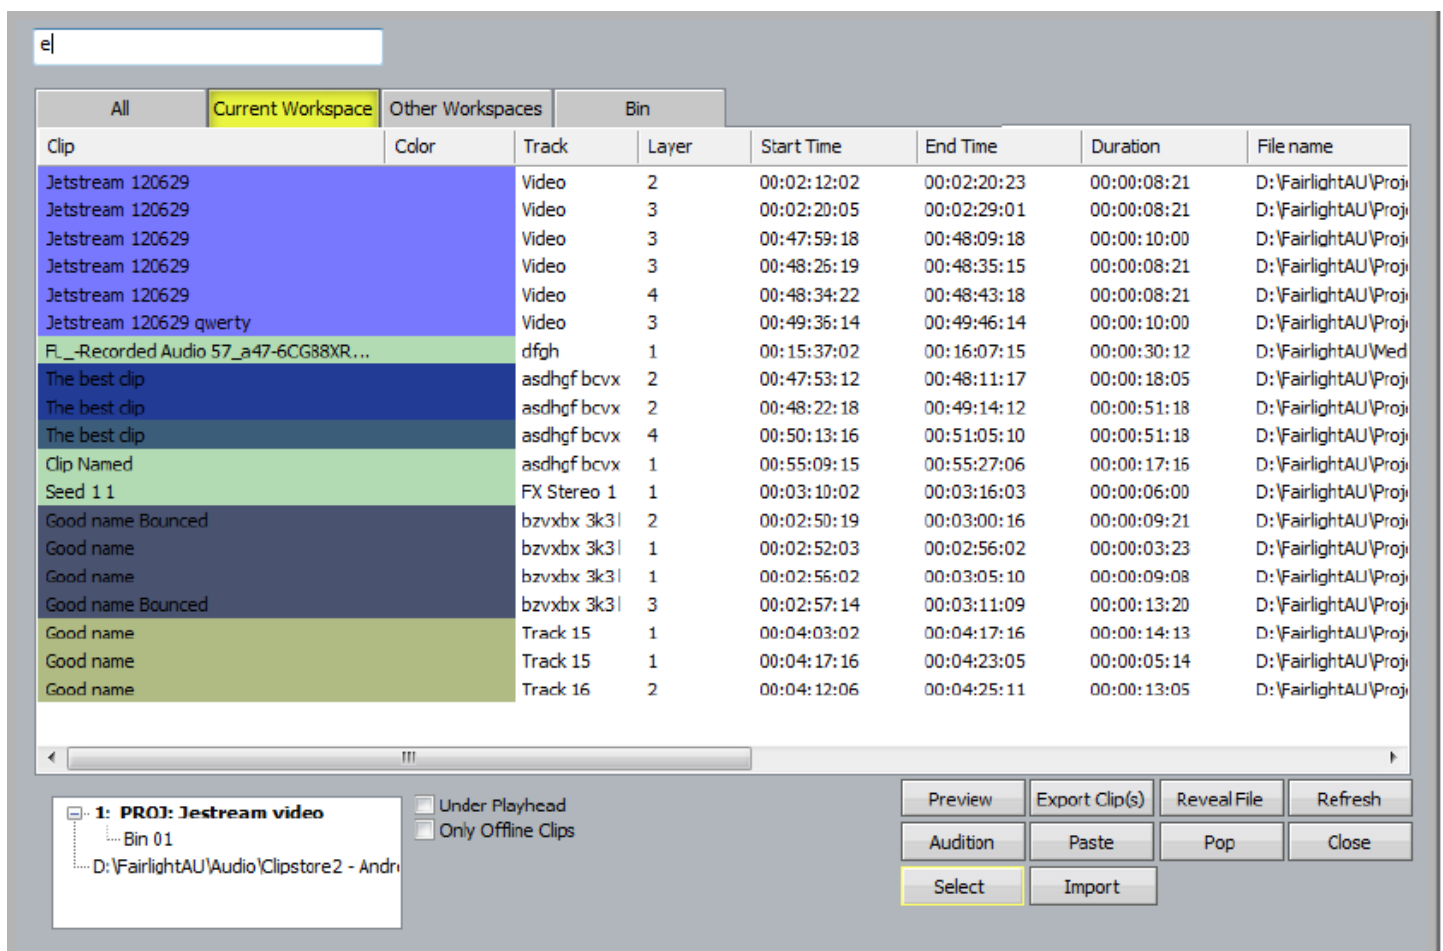 e
All Current Workspace Other Workspaces Bin
Clip Color Track Layer Start Time End Time Duration File name
Jetstream 120629 Video 2 00:02:12:02 00:02:20:23 00:00:08:21 D:\FairlightAU\Proj
Jetstream 120629 Video 3 00:02:20:05 00:02:29:01 00:00:08:21 D:\FairlightAU\Proj
Jetstream 120629 Video 3 00:47:59:18 00:48:09:18 00:00:10:00 D:\FairlightAU\Proj
Jetstream 120629 Video 3 00:48:26:19 00:48:35:15 00:00:08:21 D:\FairlightAU\Proj
Jetstream 120629 Video 4 00:48:34:22 00:48:43:18 00:00:08:21 D:\FairlightAU\Proj
Jetstream 120629 qwerty Video 3 00:49:36:14 00:49:46:14 00:00:10:00 D:\FairlightAU\Proj
FL_-Recorded Audio 57_a47-6CG88XR... dfgh 1 00:15:37:02 00:16:07:15 00:00:30:12 D:\FairlightAU\Med
The best clip asdhgf bcvx 2 00:47:53:12 00:48:11:17 00:00:18:05 D:\FairlightAU\Proj
The best clip asdhgf bcvx 2 00:48:22:18 00:49:14:12 00:00:51:18 D:\FairlightAU\Proj
The best clip asdhgf bcvx 4 00:50:13:16 00:51:05:10 00:00:51:18 D:\FairlightAU\Proj
Clip Named asdhgf bcvx 1 00:55:09:15 00:55:27:06 00:00:17:16 D:\FairlightAU\Proj
Seed 1 1 FX Stereo 1 1 00:03:10:02 00:03:16:03 00:00:06:00 D:\FairlightAU\Proj
Good name Bounced bzvxbx 3k3l 2 00:02:50:19 00:03:00:16 00:00:09:21 D:\FairlightAU\Proj
Good name bzvxbx 3k3l 1 00:02:52:03 00:02:56:02 00:00:03:23 D:\FairlightAU\Proj
Good name bzvxbx 3k3l 1 00:02:56:02 00:03:05:10 00:00:09:08 D:\FairlightAU\Proj
Good name Bounced bzvxbx 3k3l 3 00:02:57:14 00:03:11:09 00:00:13:20 D:\FairlightAU\Proj
Good name Track 15 1 00:04:03:02 00:04:17:16 00:00:14:13 D:\FairlightAU\Proj
Good name Track 15 1 00:04:17:16 00:04:23:05 00:00:05:14 D:\FairlightAU\Proj
Good name Track 16 2 00:04:12:06 00:04:25:11 00:00:13:05 D:\FairlightAU\Proj
1: PROJ: Jestream video
Bin 01
D:\FairlightAU\Audio\Clipstore2 - Andr
Under Playhead
Only Offline Clips
Preview Export Clip(s) Reveal File Refresh
Audition Paste Pop Close
Select Import